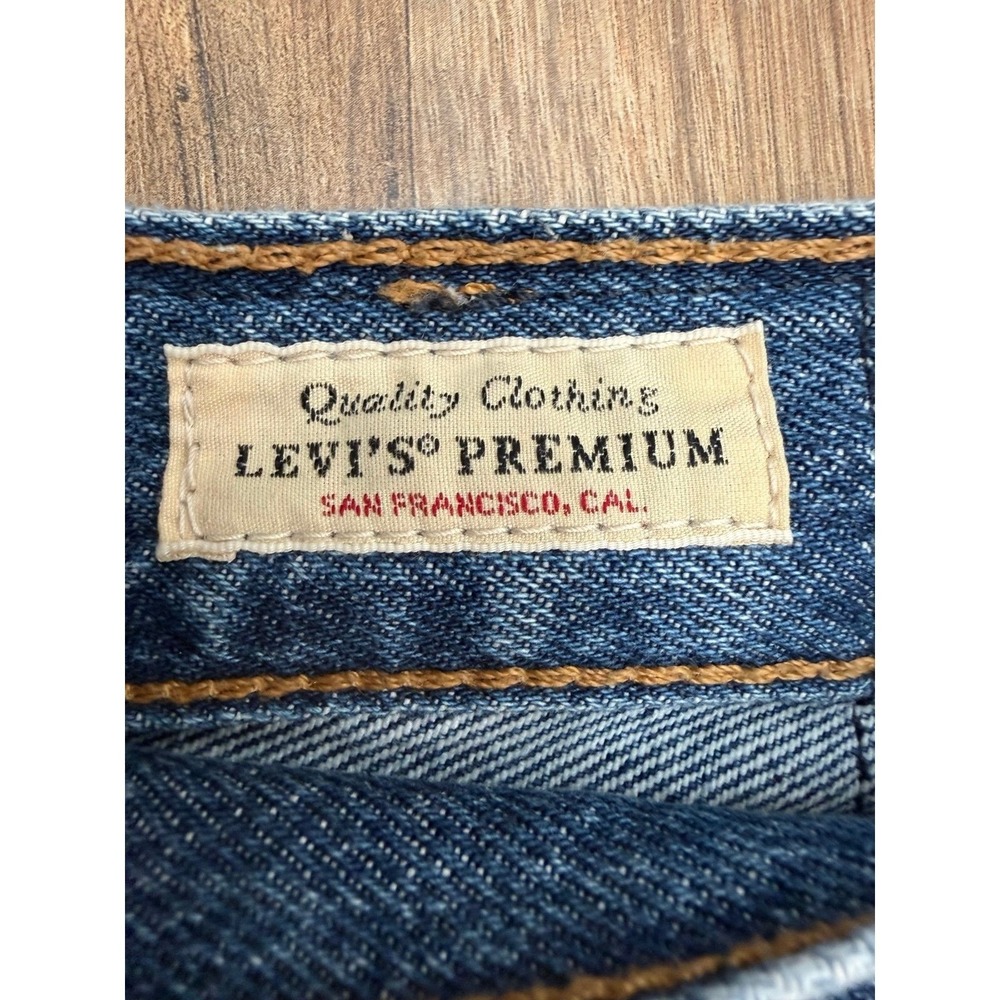 Quality Clothing
LEVI'S® PREMIUM
SAN FRANCISCO, CAL.